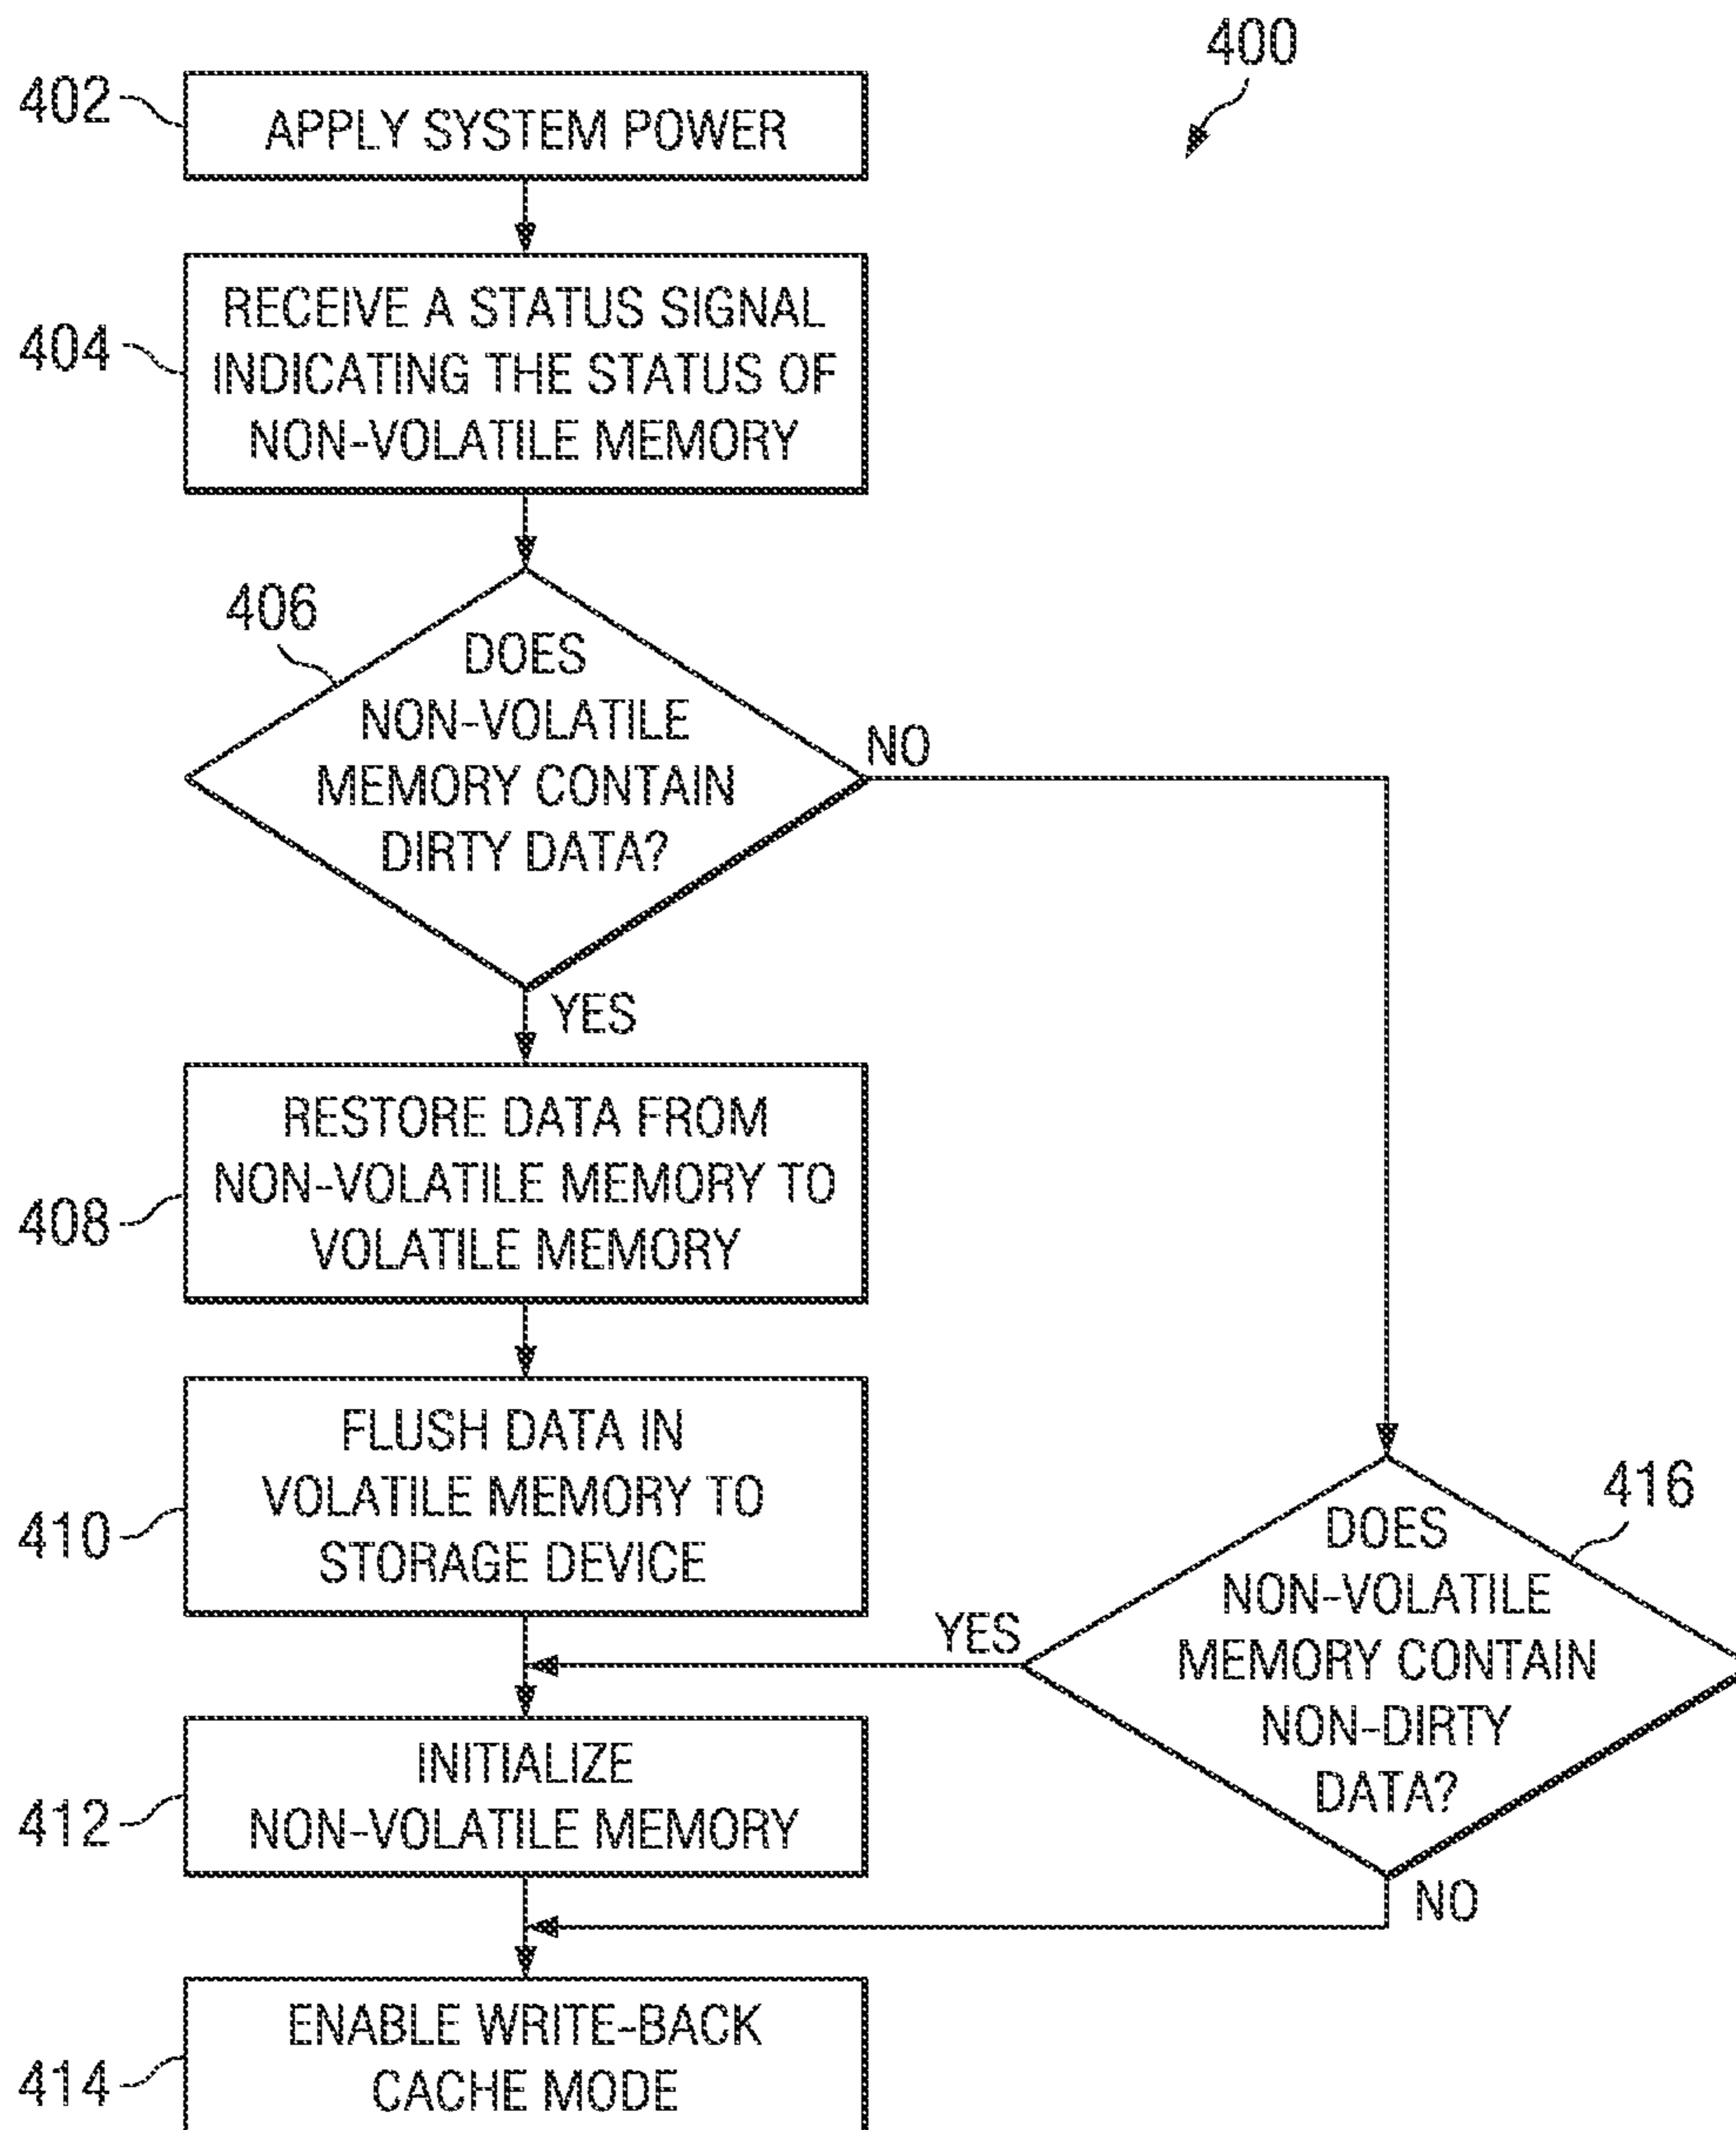 400
402
APPLY SYSTEM POWER
404
RECEIVE A STATUS SIGNAL
INDICATING THE STATUS OF
NON-VOLATILE MEMORY
406
DOES
NON-VOLATILE
MEMORY CONTAIN
DIRTY DATA?
NO
YES
408
RESTORE DATA FROM
NON-VOLATILE MEMORY TO
VOLATILE MEMORY
410
FLUSH DATA IN
VOLATILE MEMORY TO
STORAGE DEVICE
416
DOES
NON-VOLATILE
MEMORY CONTAIN
NON-DIRTY
DATA?
YES
NO
412
INITIALIZE
NON-VOLATILE MEMORY
414
ENABLE WRITE-BACK
CACHE MODE